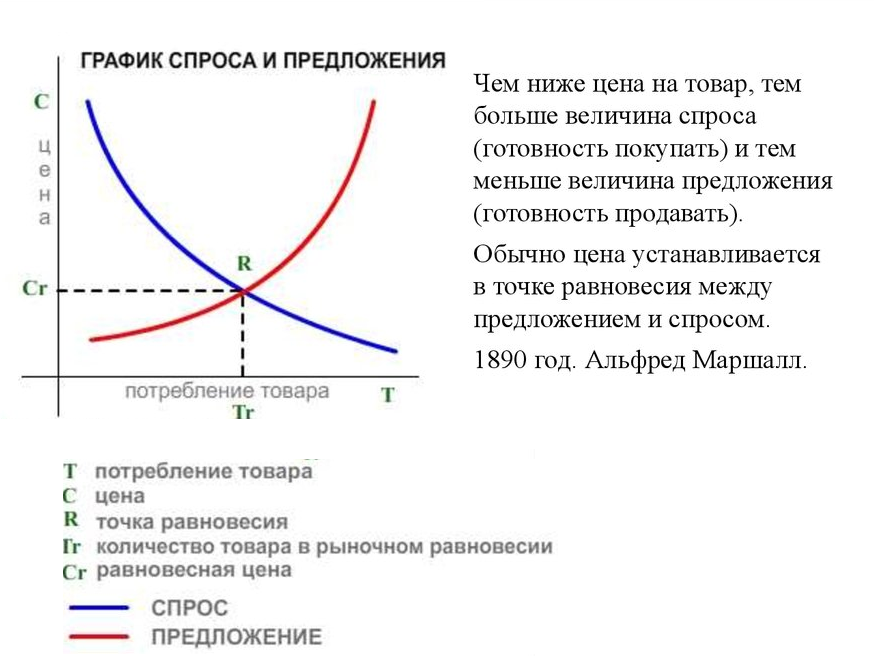 ГРАФИК СПРОСА И ПРЕДЛОЖЕНИЯ
C
цена
R
Cr
потребление товара
T
Tr
Чем ниже цена на товар, тем
больше величина спроса
(готовность покупать) и тем
меньше величина предложения
(готовность продавать).
Обычно цена устанавливается
в точке равновесия между
предложением и спросом.
1890 год. Альфред Маршалл.
T потребление товара
C цена
R точка равновесия
Tr количество товара в рыночном равновесии
Cr равновесная цена
СПРОС
ПРЕДЛОЖЕНИЕ